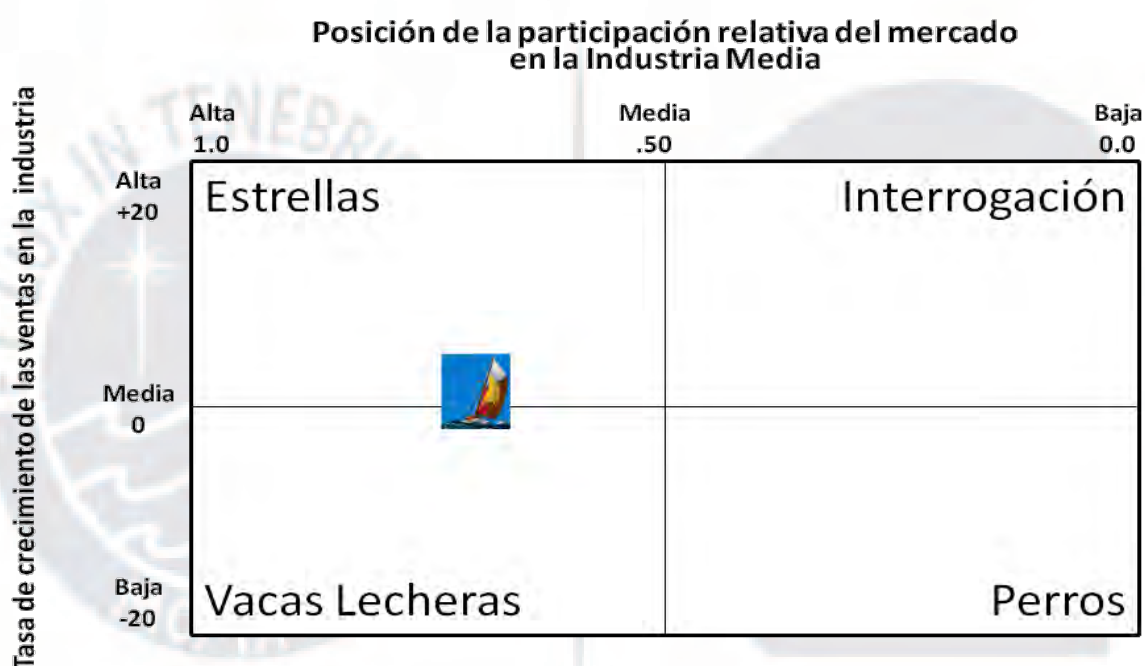 Posición de la participación relativa del mercado
en la Industria Media
Alta Media Baja
1.0 .50 0.0
Tasa de crecimiento de las ventas en la industria
Alta
+20
Estrellas Interrogación
Media
0
Baja
-20
Vacas Lecheras Perros